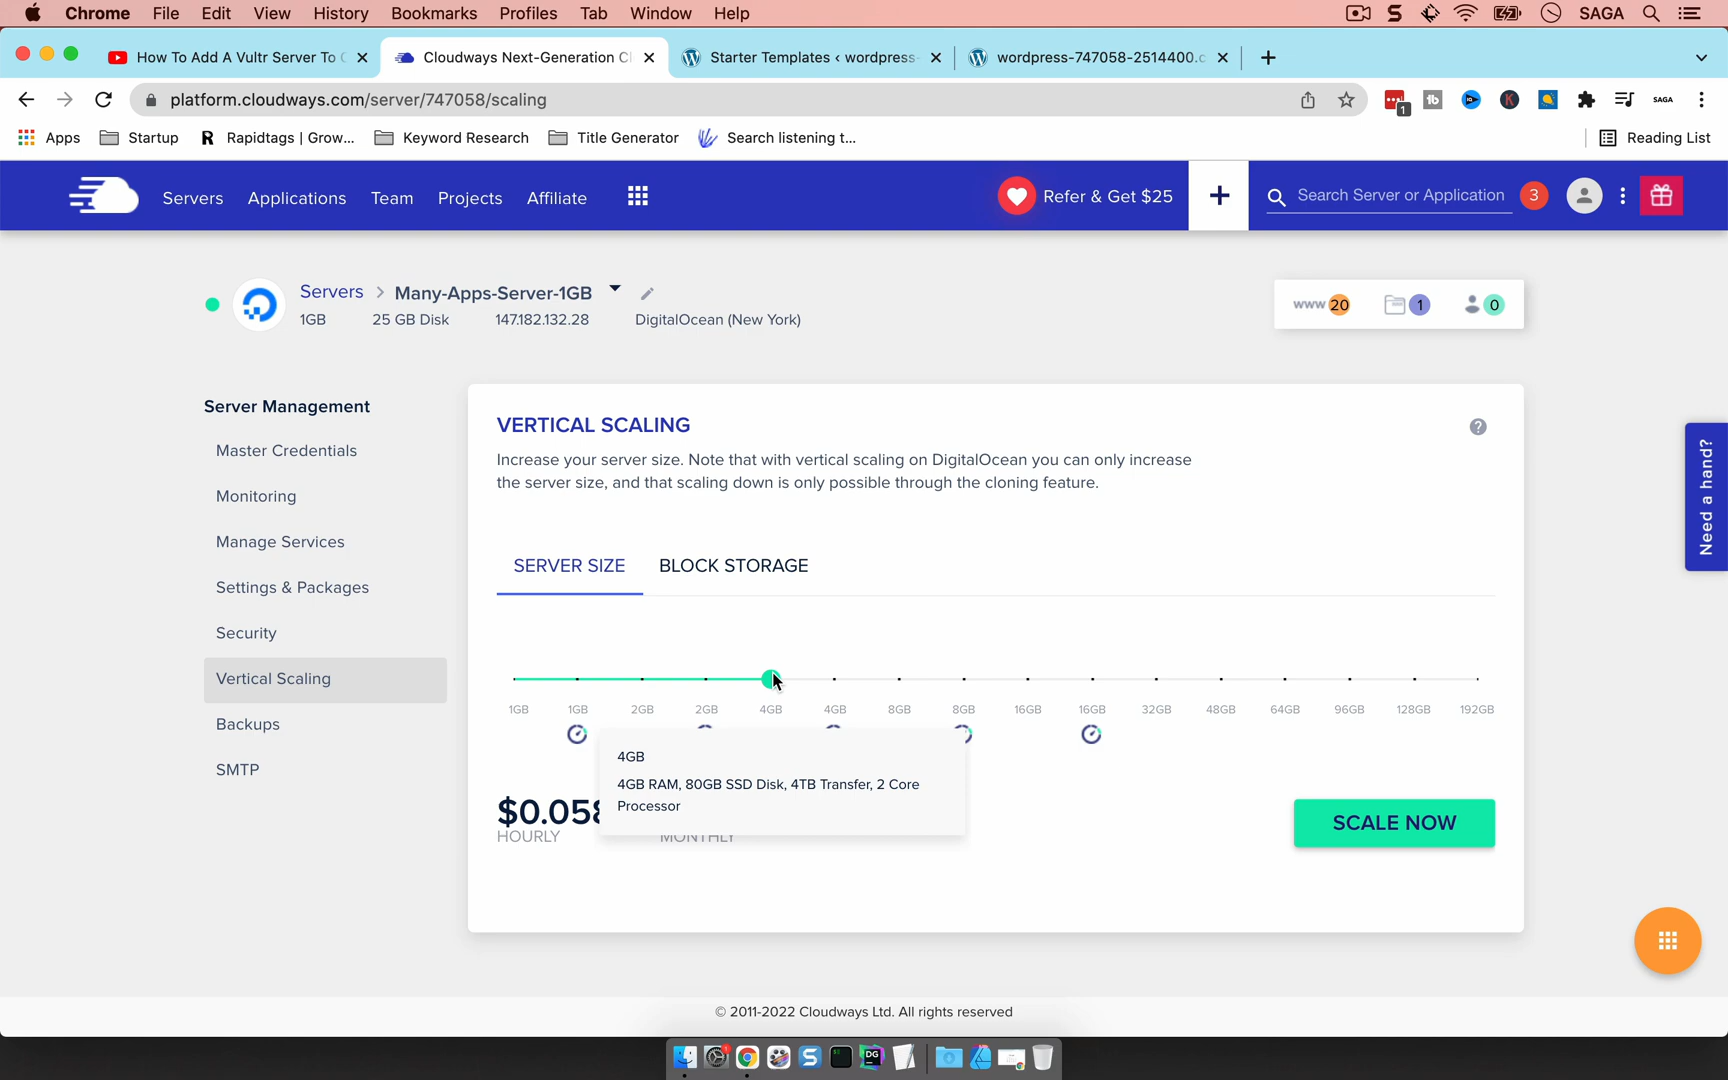 Chrome File Edit View History Bookmarks Profiles Tab Window Help SAGA
How To Add A Vultr Server To
Cloudways Next-Generation Cl
Starter Templates ‹ wordpress-
wordpress-747058-2514400.c
platform.cloudways.com/server/747058/scaling
1
tb
K
SAGA
Apps Startup R Rapidtags | Grow... Keyword Research Title Generator Search listening t... Reading List
Servers Applications Team Projects Affiliate Refer & Get $25 + Search Server or Application 3
Servers > Many-Apps-Server-1GB
1GB 25 GB Disk 147.182.132.28 DigitalOcean (New York)
www 20 1 0
Server Management
Master Credentials
Monitoring
Manage Services
Settings & Packages
Security
Vertical Scaling
Backups
SMTP
VERTICAL SCALING
?
Increase your server size. Note that with vertical scaling on DigitalOcean you can only increase
the server size, and that scaling down is only possible through the cloning feature.
SERVER SIZE BLOCK STORAGE
1GB 1GB 2GB 2GB 4GB 4GB 8GB 8GB 16GB 16GB 32GB 48GB 64GB 96GB 128GB 192GB
4GB
4GB RAM, 80GB SSD Disk, 4TB Transfer, 2 Core
Processor
$0.058
HOURLY
MONTHLY
SCALE NOW
Need a hand?
© 2011-2022 Cloudways Ltd. All rights reserved
S
DG